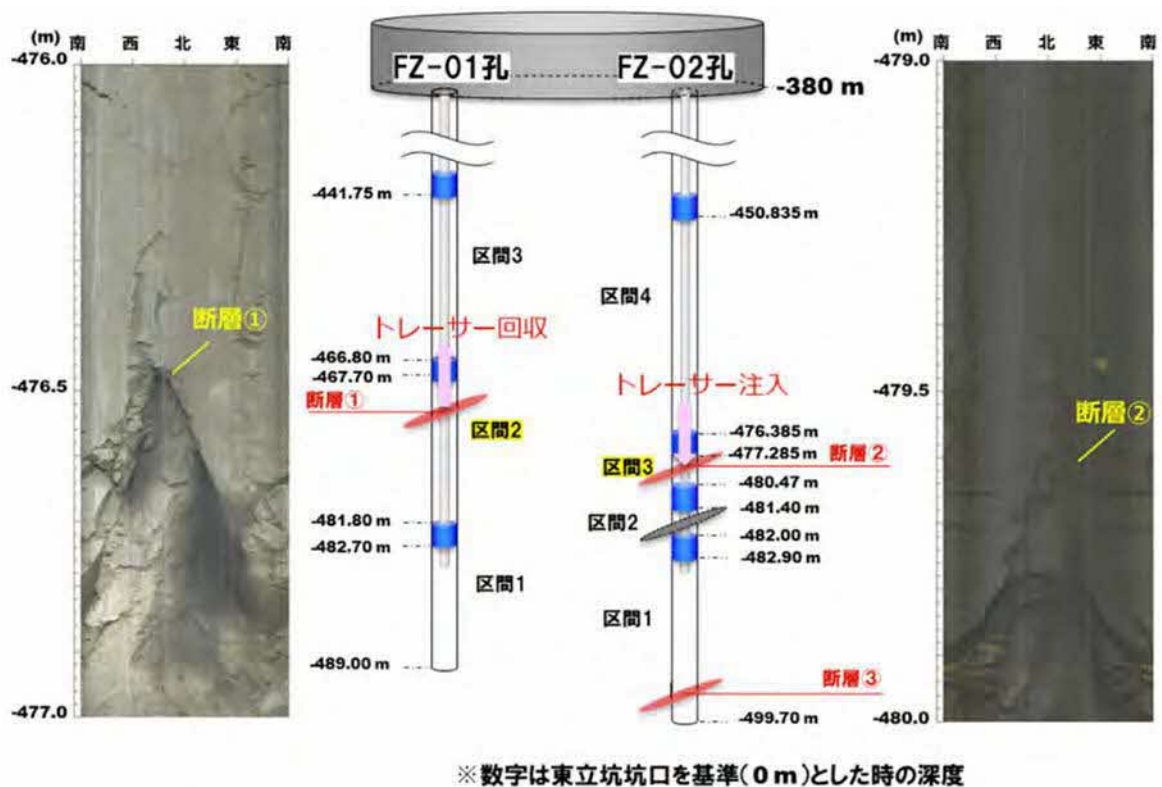 (m) 南 西 北 東 南
-476.0
-476.5
-477.0
断層①
FZ-01孔
FZ-02孔
-380 m
-441.75 m
区間3
トレーサー回収
-466.80 m
-467.70 m
断層①
区間2
-481.80 m
-482.70 m
区間1
-489.00 m
-450.835 m
区間4
トレーサー注入
-476.385 m
-477.285 m
断層②
区間3
-480.47 m
-481.40 m
区間2
-482.00 m
-482.90 m
区間1
断層③
-499.70 m
(m) 南 西 北 東 南
-479.0
-479.5
断層②
-480.0
※数字は東立坑坑口を基準(0 m)とした時の深度